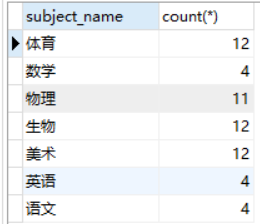 subject_name count(*)
体育 12
数学 4
物理 11
生物 12
美术 12
英语 4
语文 4